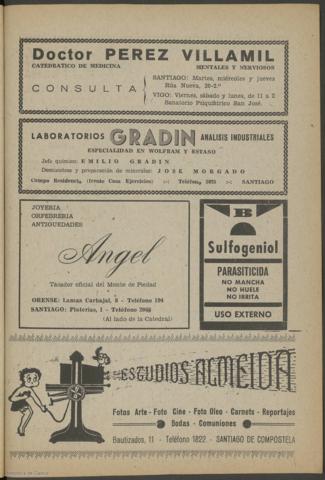 Doctor PEREZ VILLAMIL
CATEDRATICO DE MEDICINA
MENTALES Y NERVIOSOS
CONSULTA
SANTIAGO: Martes, miércoles y jueves
Rúa Nueva, 20-2.º
VIGO: Viernes, sábado y lunes, de 11 a 2
Sanatorio Psiquiátrico San José.
LABORATORIOS GRADIN ANALISIS INDUSTRIALES
ESPECIALIDAD EN WOLFRAM Y ESTAÑO
Jefe químico: EMILIO GRADIN
Desmuestres y preparación de minerales: JOSE MORGADO
Campo Residencia, (frente Casa Ejercicios) Teléfono SANTIAGO
JOYERIA
ORFEBRERIA
ANTIGUEDADES
Angel
Tasador oficial del Monte de Piedad
ORENSE: Lamas Carbajal, 8 - Teléfono 194
SANTIAGO: Platerías, 1 - Teléfono
(Al lado de la Catedral)
B
Sulfogeniol
PARASITICIDA
NO MANCHA
NO HUELE
NO IRRITA
USO EXTERNO
ESTUDIOS ALMEIDA
Fotos Arte - Foto Cine - Foto Oleo - Carnets - Reportajes
Bodas - Comuniones
Bautizados, 11 - Teléfono 1822 - SANTIAGO DE COMPOSTELA